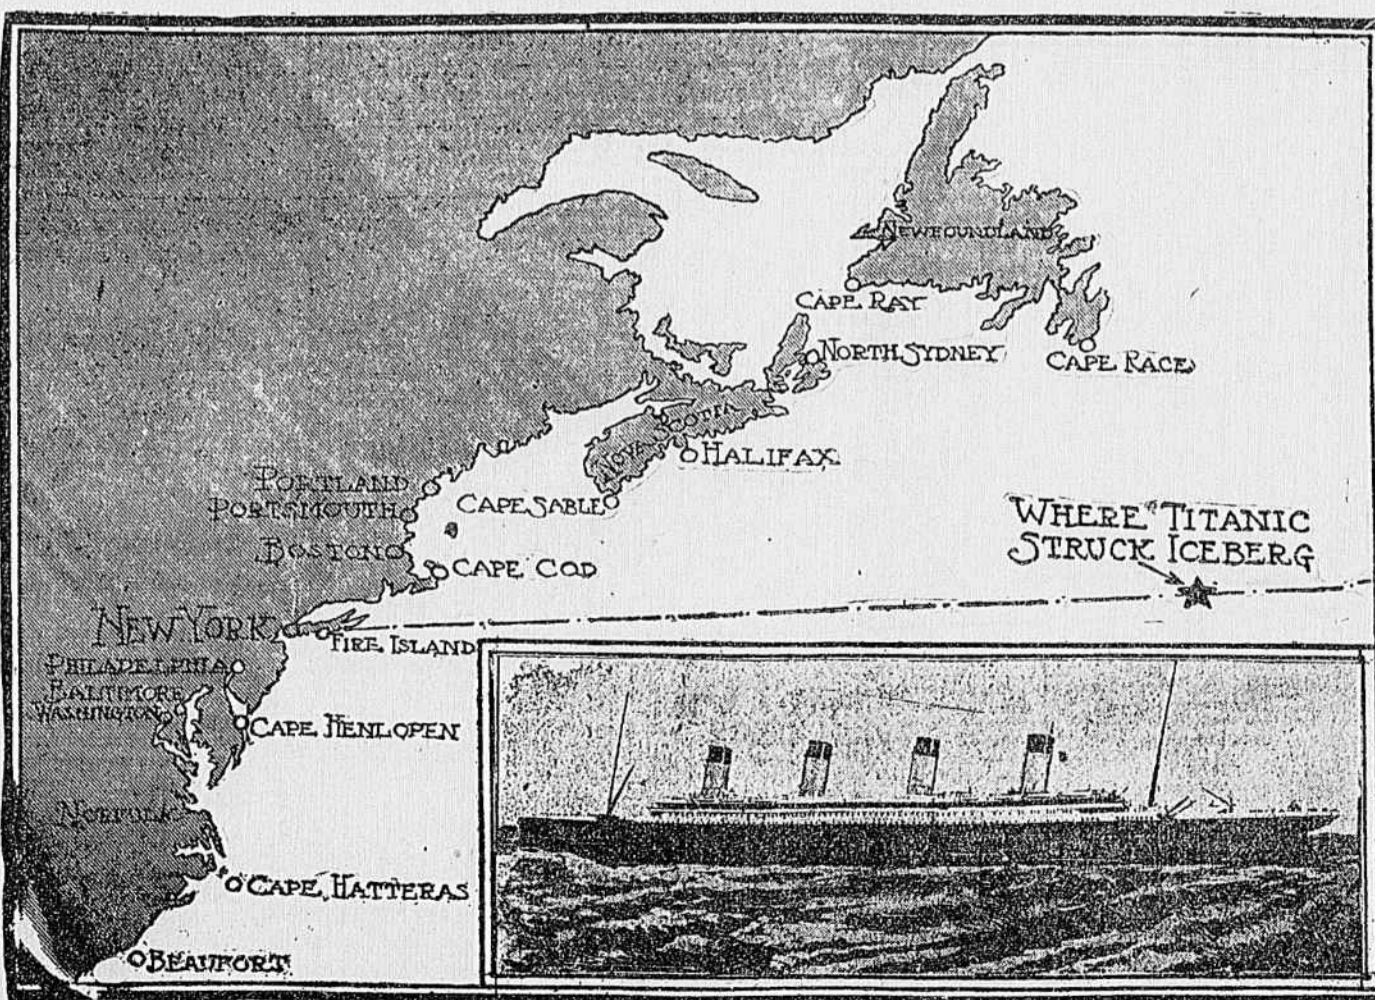 NEWFOUNDLAND
CAPE RAY
NORTH SYDNEY
CAPE RACE
NOVA SCOTIA
HALIFAX
PORTLAND
PORTSMOUTH
CAPE SABLE
WHERE TITANIC
STRUCK ICEBERG
BOSTON
CAPE COD
NEW YORK
FIRE ISLAND
PHILADELPHIA
BALTIMORE
WASHINGTON
CAPE HENLOPEN
NORFOLK
CAPE HATTERAS
BEAUFORT